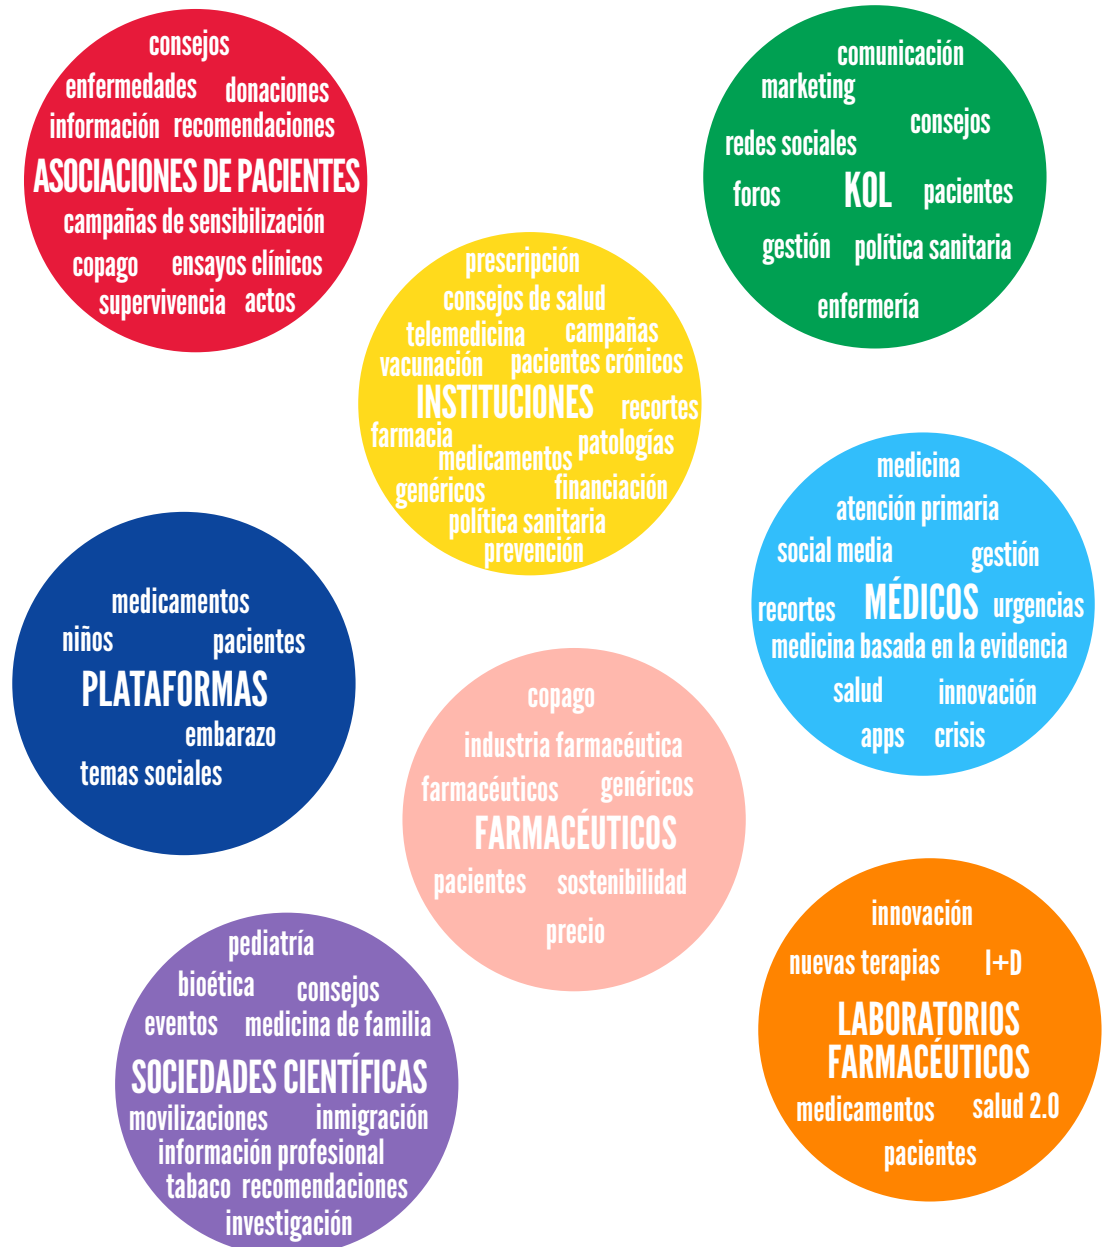 consejos
enfermedades donaciones
información recomendaciones
ASOCIACIONES DE PACIENTES
campañas de sensibilización
copago ensayos clínicos
supervivencia actos
comunicación
marketing
consejos
redes sociales
foros KOL pacientes
gestión política sanitaria
enfermería
prescripción
consejos de salud
telemedicina campañas
vacunación pacientes crónicos
INSTITUCIONES recortes
farmacia patologías
medicamentos
genéricos financiación
política sanitaria
prevención
medicina
atención primaria
social media gestión
recortes MÉDICOS urgencias
medicina basada en la evidencia
salud innovación
apps crisis
medicamentos
niños pacientes
PLATAFORMAS
embarazo
temas sociales
copago
industria farmacéutica
farmacéuticos genéricos
FARMACÉUTICOS
pacientes sostenibilidad
precio
innovación
nuevas terapias I+D
LABORATORIOS
FARMACÉUTICOS
medicamentos salud 2.0
pacientes
pediatría
bioética consejos
eventos medicina de familia
SOCIEDADES CIENTÍFICAS
movilizaciones inmigración
información profesional
tabaco recomendaciones
investigación